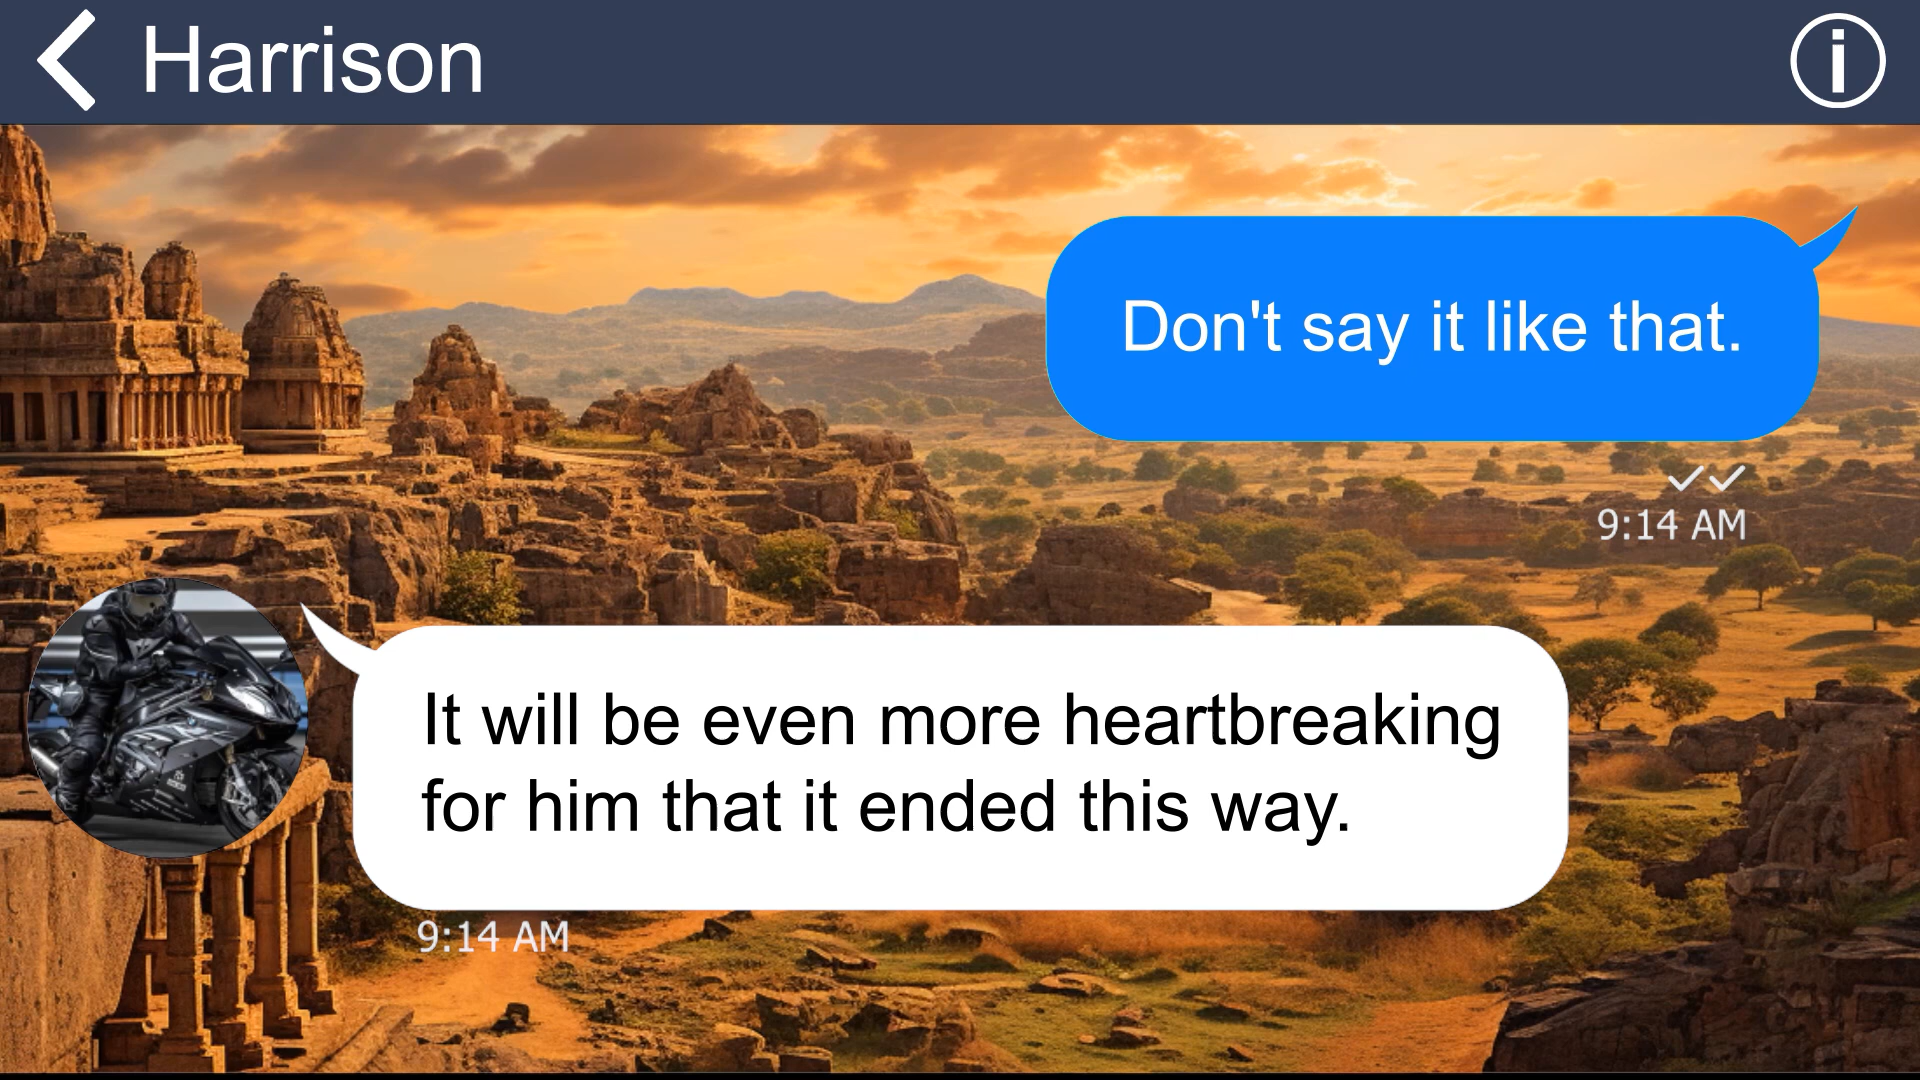 Harrison
Don't say it like that.
9:14 AM
It will be even more heartbreaking
for him that it ended this way.
9:14 AM